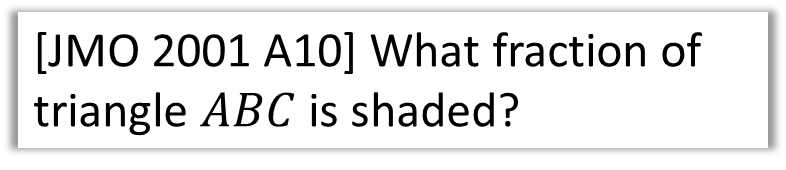 [JMO 2001 A10] What fraction of
triangle 𝐴𝐵𝐶 is shaded?